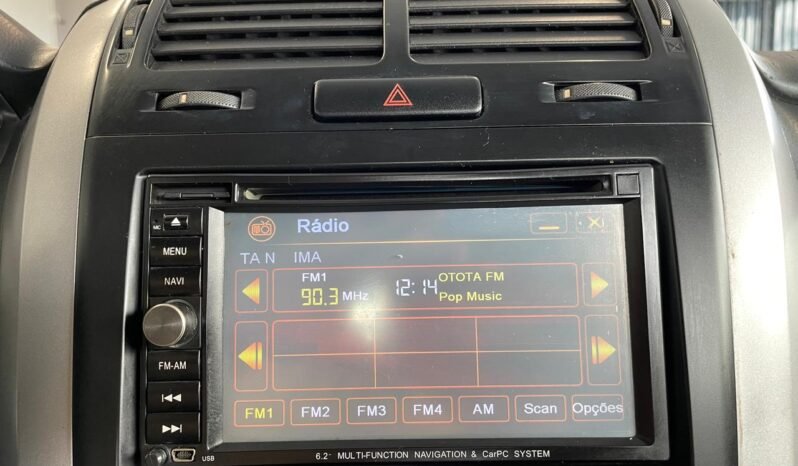 MIC
MENU
NAVI
FM-AM
USB
Rádio
TA N IMA
FM1
90.3 MHz
12:14
OTOTA FM
Pop Music
FM1 FM2 FM3 FM4 AM Scan Opções
6.2" MULTI-FUNCTION NAVIGATION & CarPC SYSTEM